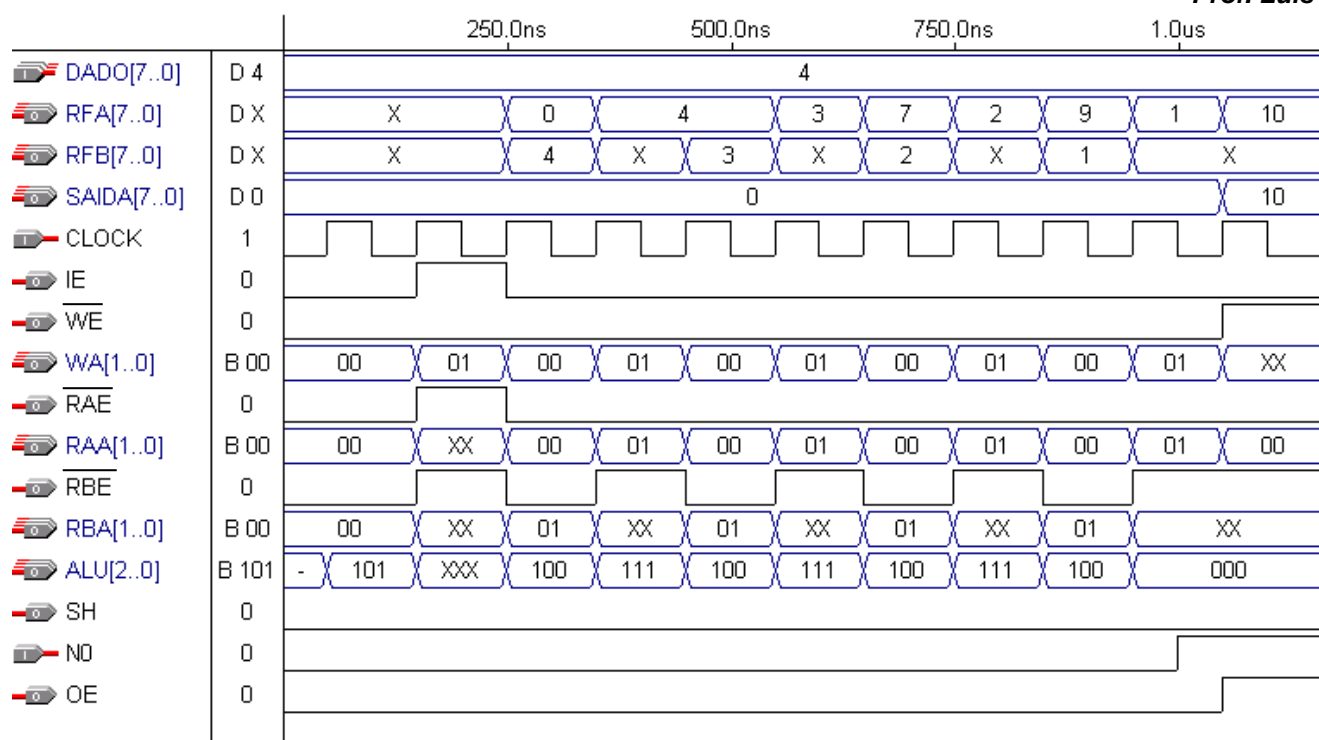 250.0ns 500.0ns 750.0ns 1.0us
DADO[7..0] D 4 4
RFA[7..0] D X X 0 4 3 7 2 9 1 10
RFB[7..0] D X X 4 X 3 X 2 X 1 X
SAIDA[7..0] D 0 0 10
CLOCK 1
IE 0
WE 0
WA[1..0] B 00 00 01 00 01 00 01 00 01 00 01 XX
RAE 0
RAA[1..0] B 00 00 XX 00 01 00 01 00 01 00 01 00
RBE 0
RBA[1..0] B 00 00 XX 01 XX 01 XX 01 XX 01 XX
ALU[2..0] B 101 - 101 XXX 100 111 100 111 100 111 100 000
SH 0
N0 0
OE 0